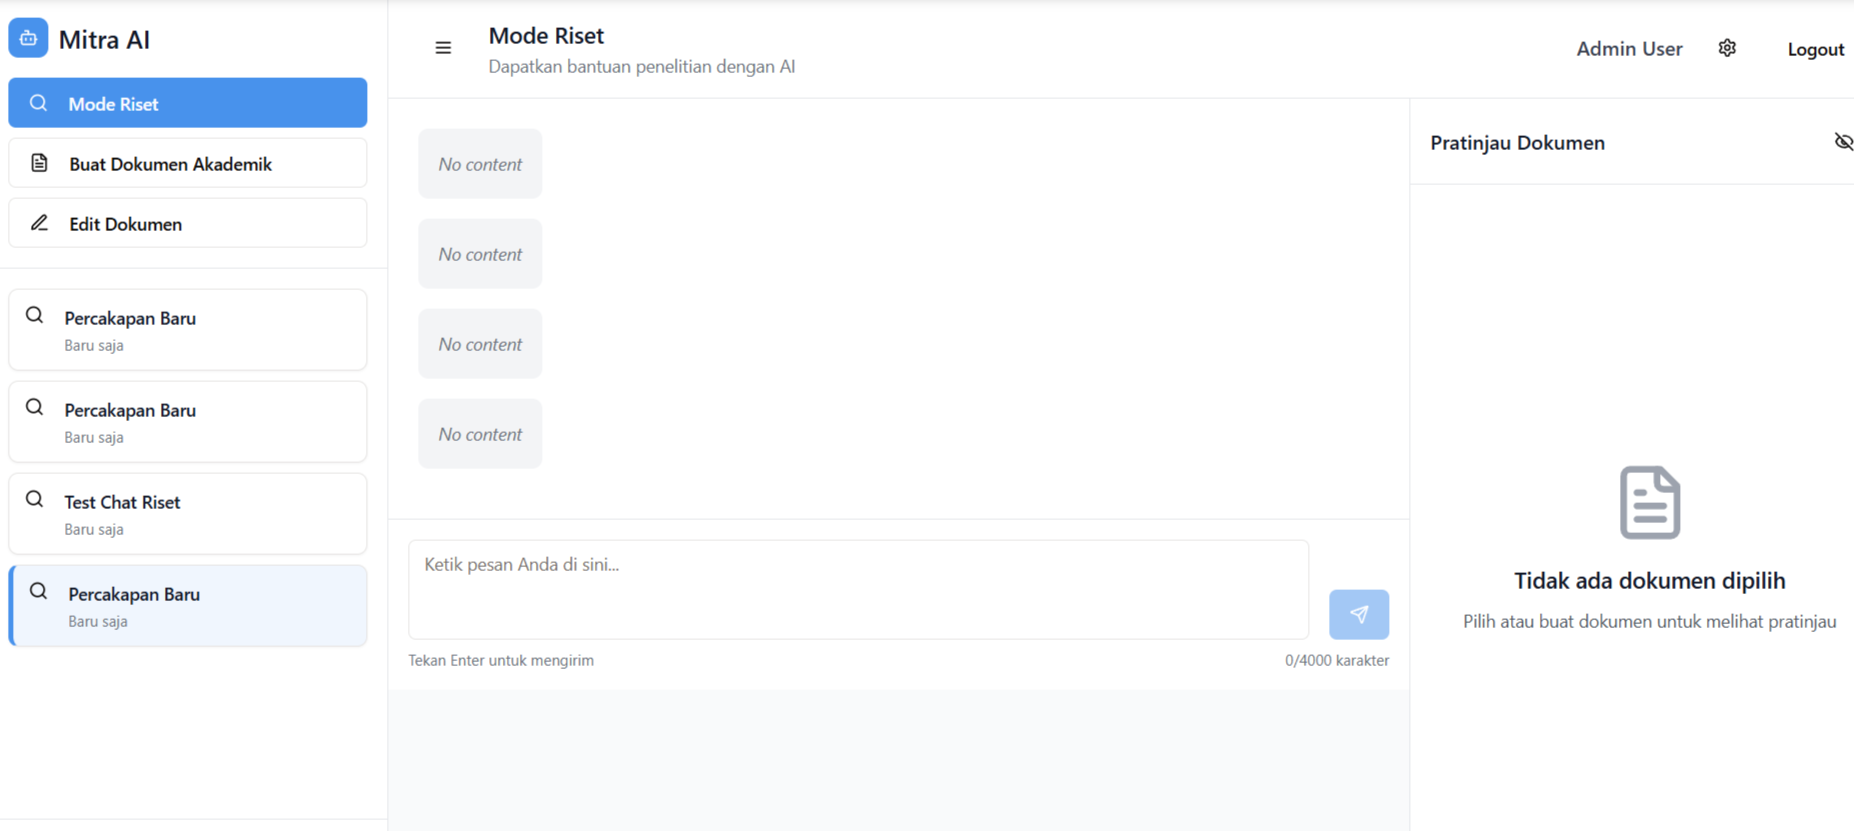 Mitra AI
Mode Riset
Buat Dokumen Akademik
Edit Dokumen
Percakapan Baru
Baru saja
Percakapan Baru
Baru saja
Test Chat Riset
Baru saja
Percakapan Baru
Baru saja
Mode Riset
Dapatkan bantuan penelitian dengan AI
Admin User
Logout
No content
No content
No content
No content
Ketik pesan Anda di sini...
Tekan Enter untuk mengirim
0/4000 karakter
Pratinjau Dokumen
Tidak ada dokumen dipilih
Pilih atau buat dokumen untuk melihat pratinjau